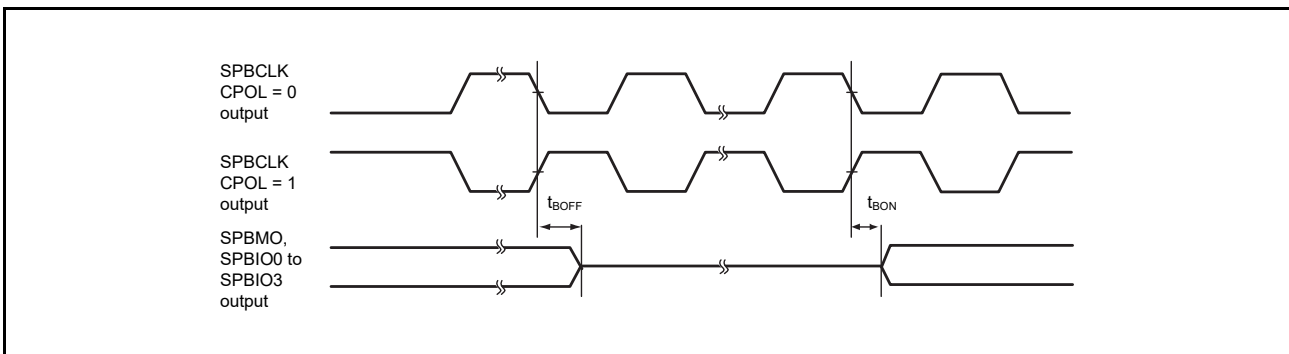 SPBCLK
CPOL = 0
output
SPBCLK
CPOL = 1
output
tBOFF
tBON
SPBMO,
SPBIO0 to
SPBIO3
output